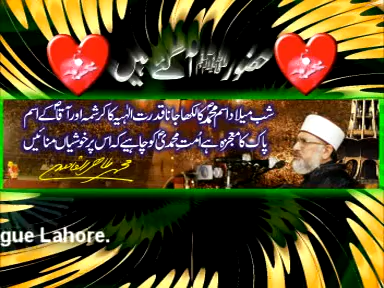 حضور ﷺ آگئے ہیں
شب میلاد اسم محمدؐ کا لکھا جانا قدرت الٰہیہ کا کرشمہ اور آقاؐ کے اسم
پاک کا معجزہ ہے اُمت محمدیؐ کو چاہیے کہ اس پر خوشیاں منائیں
gue Lahore.